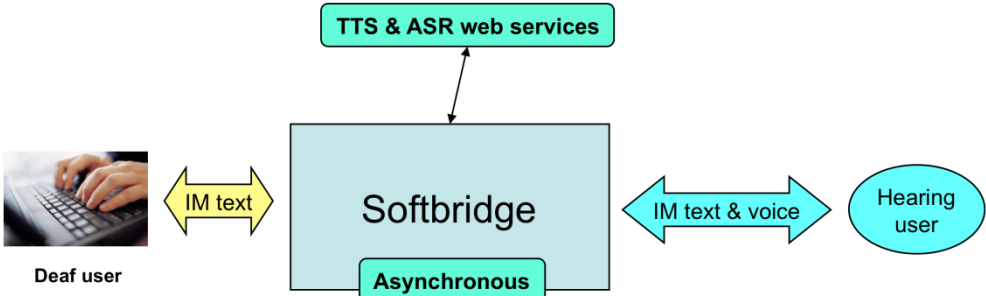 TTS & ASR web services
IM text
Softbridge
IM text & voice
Hearing
user
Deaf user
Asynchronous